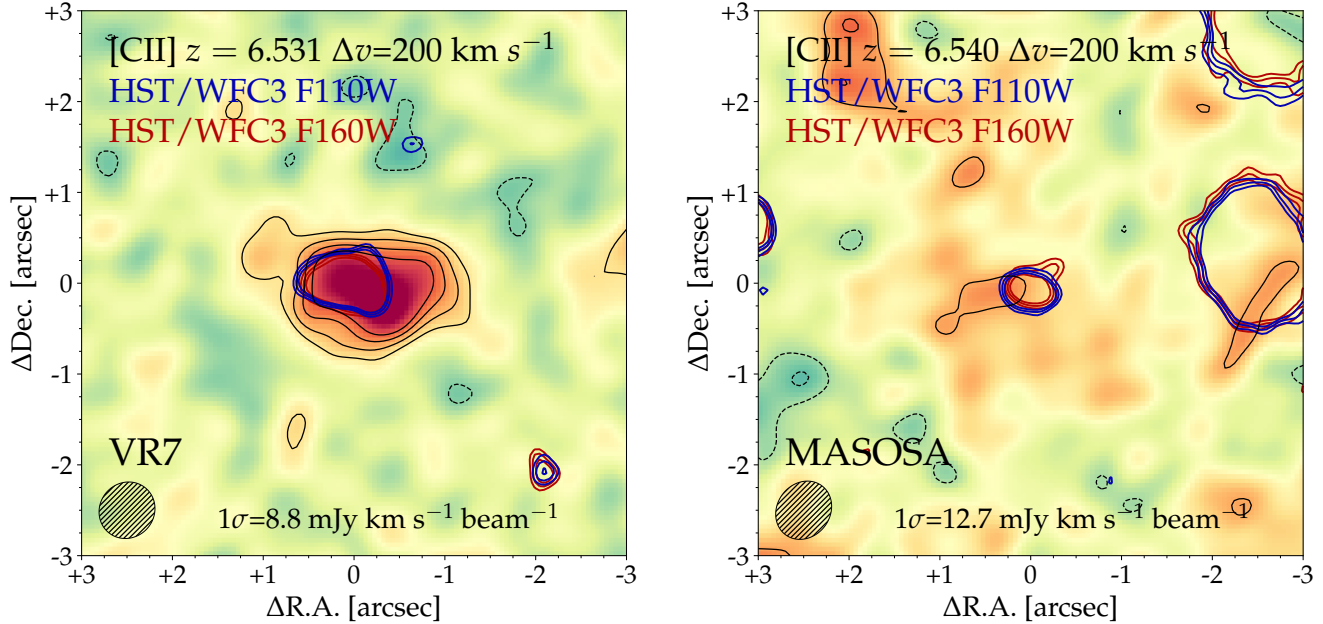 [CII] z = 6.531 Δv=200 km s⁻¹
HST/WFC3 F110W
HST/WFC3 F160W
VR7
1σ=8.8 mJy km s⁻¹ beam⁻¹
+3
+2
+1
0
-1
-2
-3
ΔDec. [arcsec]
+3 +2 +1 0 -1 -2 -3
ΔR.A. [arcsec]
[CII] z = 6.540 Δv=200 km s⁻¹
HST/WFC3 F110W
HST/WFC3 F160W
MASOSA
1σ=12.7 mJy km s⁻¹ beam⁻¹
+3
+2
+1
0
-1
-2
-3
ΔDec. [arcsec]
+3 +2 +1 0 -1 -2 -3
ΔR.A. [arcsec]